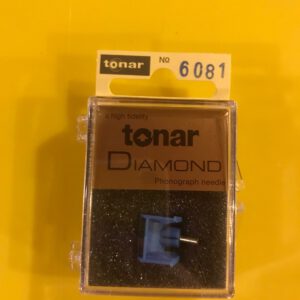 tonar No 6081
a high fidelity
tonar
DIAMOND
Phonograph needle